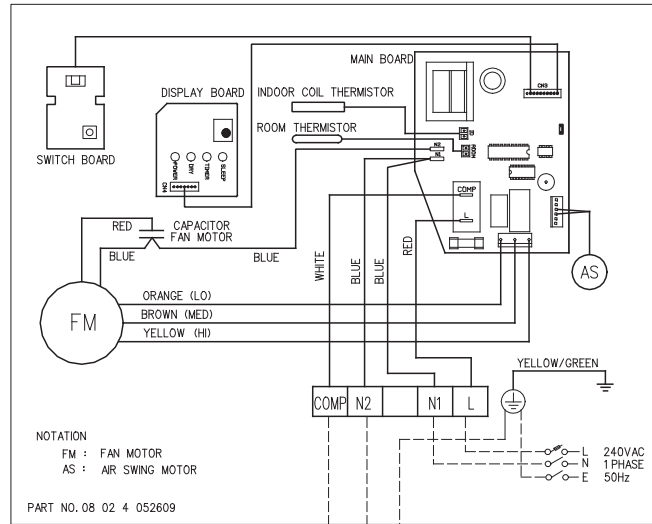 MAIN BOARD
CN9
DISPLAY BOARD
INDOOR COIL THERMISTOR
ROOM THERMISTOR
ROOM
N2
N1
SWITCH BOARD
POWER
DRY
TIMER
SLEEP
CN4
COMP
L
RED
CAPACITOR
FAN MOTOR
BLUE
BLUE
WHITE
BLUE
BLUE
RED
AS
FM
ORANGE (LO)
BROWN (MED)
YELLOW (HI)
YELLOW/GREEN
COMP N2 N1 L
NOTATION
FM : FAN MOTOR
AS : AIR SWING MOTOR
L 240VAC
N 1PHASE
E 50Hz
PART NO. 08 02 4 052609